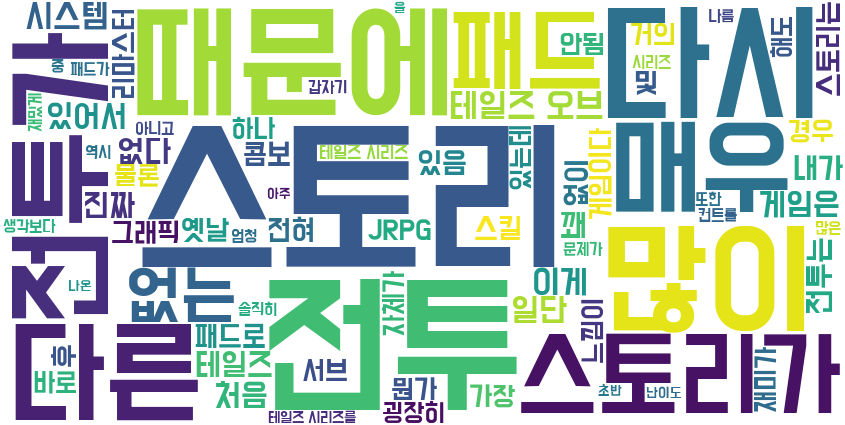 시스템
중
패드가
리마스터
때문에
갑자기
을
패드
테일즈 오브
안됨
거의
시리즈
및
다시
나름
해도
스토리는
재밌게
있어서
아니고
하나
콤보
테일즈 시리즈
있음
있는데
없이
게임이다
매우
경우
내가
역시
없다
물론
진짜
스토리
아주
꽤
또한
컨트롤
게임은
많은
생각보다
그래픽
옛날
엄청
전혀
JRPG
스킬
문제가
이게
많이
전투는
전투가
나온
없는
솔직히
전투
자체가
일단
느낌이
다른
후
바로
패드로
테일즈
처음
서브
뭔가
굉장히
가장
스토리가
초반
난이도
재미가
테일즈 시리즈를